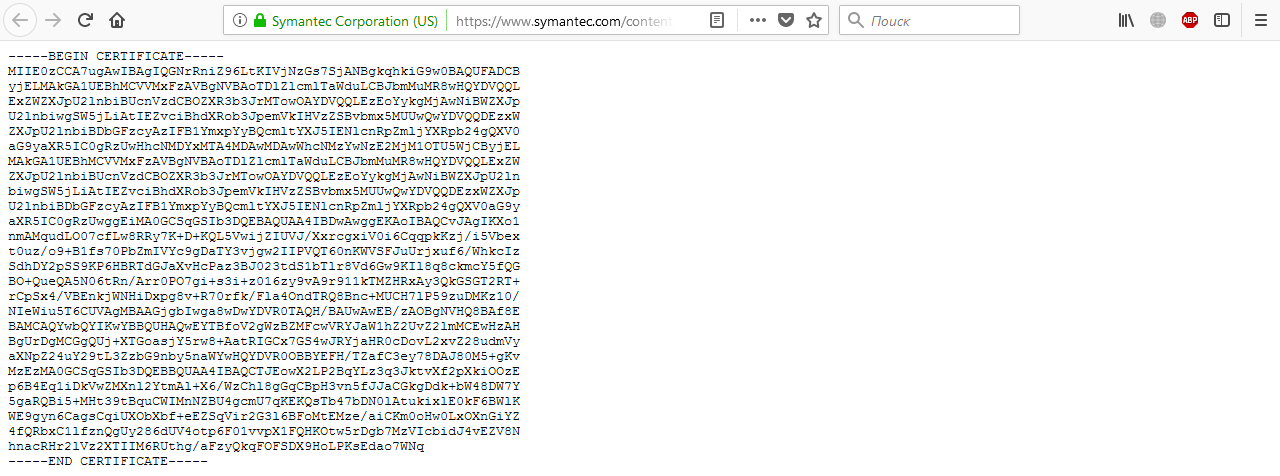 Symantec Corporation (US)
https://www.symantec.com/conten
ABP
Поиск
-----BEGIN CERTIFICATE-----
MIIE0zCCA7ugAwIBAgIQGNrRniZ96LtKIVjNzGs7SjANBgkqhkiG9w0BAQUFADCB
yjELMAkGA1UEBhMCVVMxFzAVBgNVBAoTDlZlcmlTaWduLCBJbmMuMR8wHQYDVQQL
ExZWZXJpU2lnbiBUcnVzdCBOZXR3b3JrMTowOAYDVQQLEzEoYykgMjAwNiBWZXJp
U2lnbiwgSW5jLiAtIEZvciBhdXRob3JpemVkIHVzZSBvbmx5MUUwQwYDVQQDEzxW
ZXJpU2lnbiBDbGFzcyAzIFB1YmxpYyBQcmltYXJ5IENlcnRpZmljYXRpb24gQXV0
aG9yaXR5IC0gRzUwHhcNMDYxMTA4MDAwMDAwWhcNMzYwNzE2MjM1OTU5WjCByjEL
MAkGA1UEBhMCVVMxFzAVBgNVBAoTDlZlcmlTaWduLCBJbmMuMR8wHQYDVQQLExZW
ZXJpU2lnbiBUcnVzdCBOZXR3b3JrMTowOAYDVQQLEzEoYykgMjAwNiBWZXJpU2ln
biwgSW5jLiAtIEZvciBhdXRob3JpemVkIHVzZSBvbmx5MUUwQwYDVQQDEzxWZXJp
U2lnbiBDbGFzcyAzIFB1YmxpYyBQcmltYXJ5IENlcnRpZmljYXRpb24gQXV0aG9y
aXR5IC0gRzUwggEiMA0GCSqGSIb3DQEBAQUAA4IBDwAwggEKAoIBAQCvJAgIKXo1
nmAMqudLO07cfLw8RRy7K+D+KQL5VwijZIUVJ/XxrcgxiV0i6CqqpkKzj/i5Vbex
t0uz/o9+B1fs70PbZmIVYc9gDaTY3vjgw2IIPVQT60nKWVSFJuUrjxuf6/WhkcIz
SdhDY2pSS9KP6HBRTdGJaXvHcPaz3BJ023tdS1bTlr8Vd6Gw9KIl8q8ckmcY5fQG
BO+QueQA5N06tRn/Arr0PO7gi+s3i+z016zy9vA9r911kTMZHRxAy3QkGSGT2RT+
rCpSx4/VBEnkjWNHiDxpg8v+R70rfk/Fla4OndTRQ8Bnc+MUCH7lP59zuDMKz10/
NIeWiu5T6CUVAgMBAAGjgbIwga8wDwYDVR0TAQH/BAUwAwEB/zAOBgNVHQ8BAf8E
BAMCAQYwbQYIKwYBBQUHAQwEYTBfoV2gWzBZMFcwVRYJaW1hZ2UvZ2lmMCEwHzAH
BgUrDgMCGgQUj+XTGoasjY5rw8+AatRIGCx7GS4wJRYjaHR0cDovL2xvZ28udmVy
aXNpZ24uY29tL3ZzbG9nby5naWYwHQYDVR0OBBYEFH/TZafC3ey78DAJ80M5+gKv
MzEzMA0GCSqGSIb3DQEBBQUAA4IBAQCTJEowX2LP2BqYLz3q3JktvXf2pXkiOOzE
p6B4Eq1iDkVwZMXnl2YtmAl+X6/WzChl8gGqCBpH3vn5fJJaCGkgDdk+bW48DW7Y
5gaRQBi5+MHt39tBquCWIMnNZBU4gcmU7qKEKQsTb47bDN0lAtukixlE0kF6BWlK
WE9gyn6CagsCqiUXObXbf+eEZSqVir2G3l6BFoMtEMze/aiCKm0oHw0LxOXnGiYZ
4fQRbxC1lfznQgUy286dUV4otp6F01vvpX1FQHKOtw5rDgb7MzVIcbidJ4vEZV8N
hnacRHr2lVz2XTIIM6RUthg/aFzyQkqFOFSDX9HoLPKsEdao7WNq
-----END CERTIFICATE-----